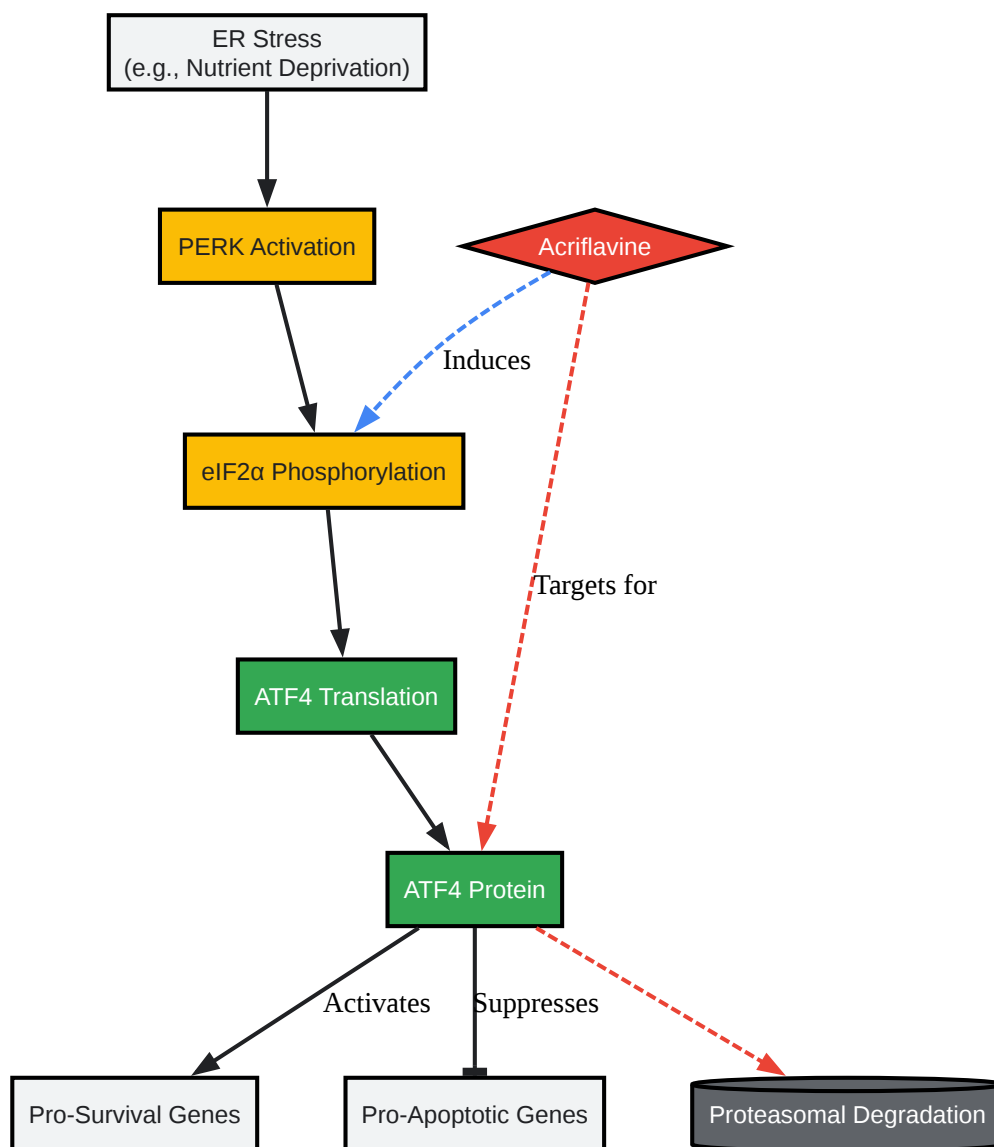 ER Stress
(e.g., Nutrient Deprivation)
PERK Activation
Acriflavine
Induces
eIF2α Phosphorylation
Targets for
ATF4 Translation
ATF4 Protein
Activates
Suppresses
Pro-Survival Genes
Pro-Apoptotic Genes
Proteasomal Degradation